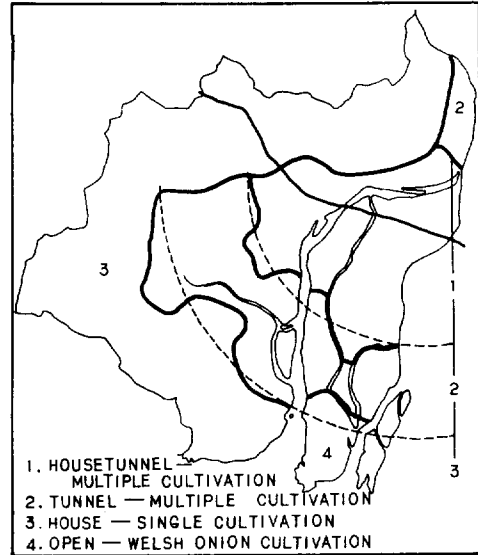 2
3
1
2
3
4
1. HOUSETUNNEL —
MULTIPLE CULTIVATION
2. TUNNEL — MULTIPLE CULTIVATION
3. HOUSE — SINGLE CULTIVATION
4. OPEN — WELSH ONION CULTIVATION